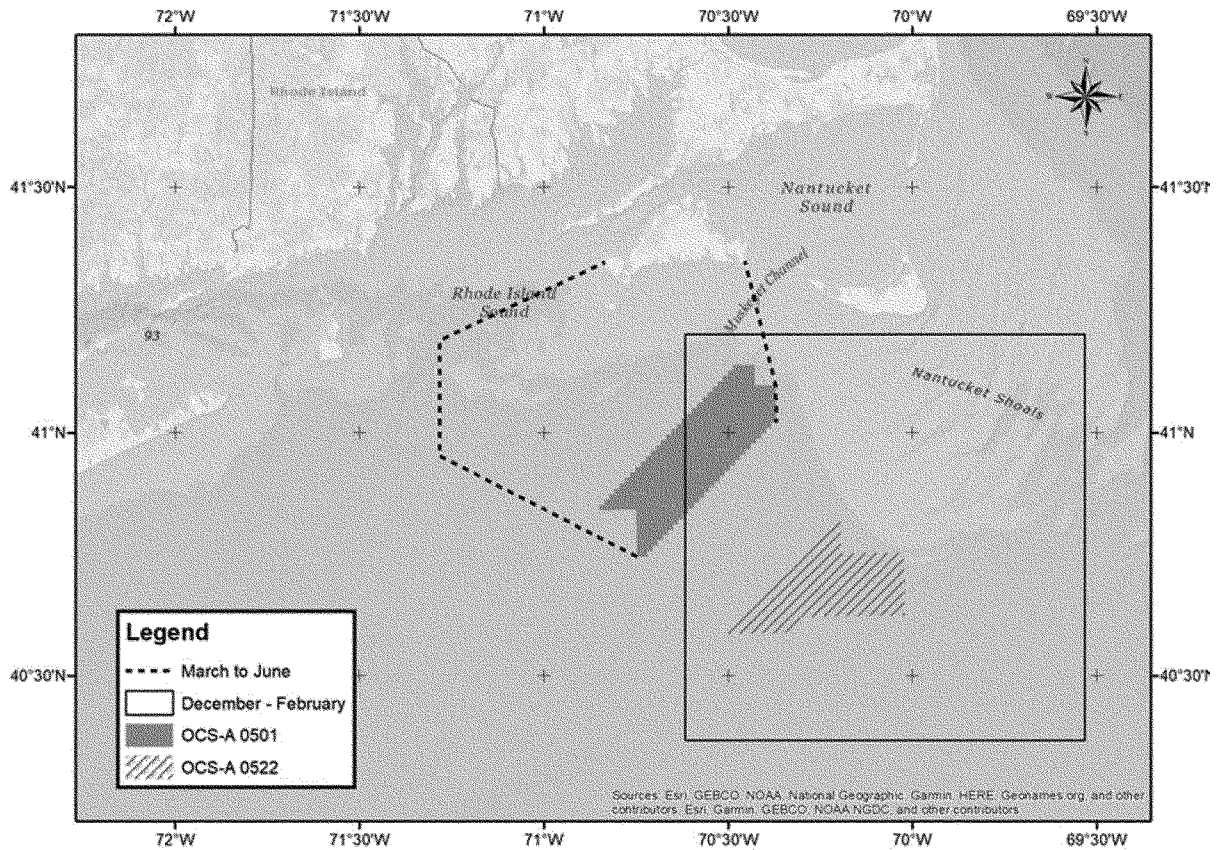 72°W 71°30'W 71°W 70°30'W 70°W 69°30'W
Rhode Island
41°30'N 41°30'N
Nantucket
Sound
Rhode Island
Sound
Muskeget Channel
93
Nantucket Shoals
41°N 41°N
Legend
March to June
December - February
OCS-A 0501
OCS-A 0522
40°30'N 40°30'N
Sources: Esri, GEBCO, NOAA, National Geographic, Garmin, HERE, Geonames.org, and other
contributors, Esri, Garmin, GEBCO, NOAA NGDC, and other contributors
72°W 71°30'W 71°W 70°30'W 70°W 69°30'W